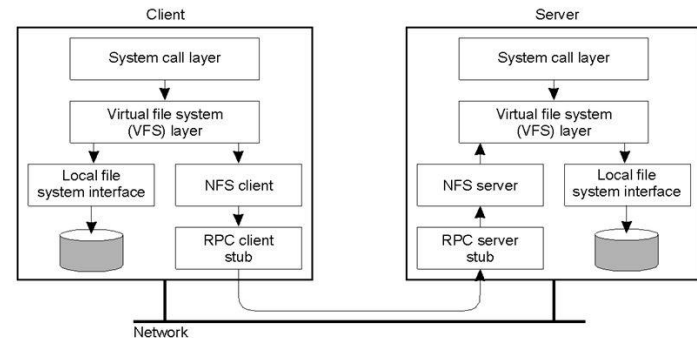 Client
System call layer
Virtual file system
(VFS) layer
Local file
system interface
NFS client
RPC client
stub
Server
System call layer
Virtual file system
(VFS) layer
NFS server
Local file
system interface
RPC server
stub
Network